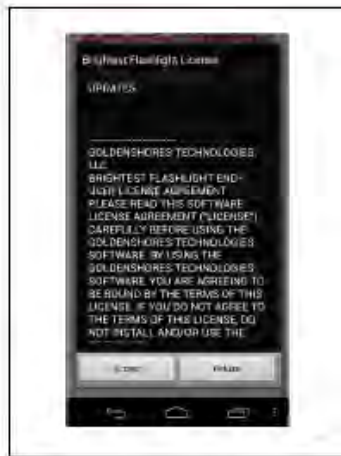 Brightest Flashlight License
UPDATES
GOLDENSHORES TECHNOLOGIES,
LLC
BRIGHTEST FLASHLIGHT END-
USER LICENSE AGREEMENT
PLEASE READ THIS SOFTWARE
LICENSE AGREEMENT ("LICENSE")
CAREFULLY BEFORE USING THE
GOLDENSHORES TECHNOLOGIES
SOFTWARE. BY USING THE
GOLDENSHORES TECHNOLOGIES
SOFTWARE, YOU ARE AGREEING TO
BE BOUND BY THE TERMS OF THIS
LICENSE. IF YOU DO NOT AGREE TO
THE TERMS OF THIS LICENSE, DO
NOT INSTALL AND/OR USE THE
Refuse